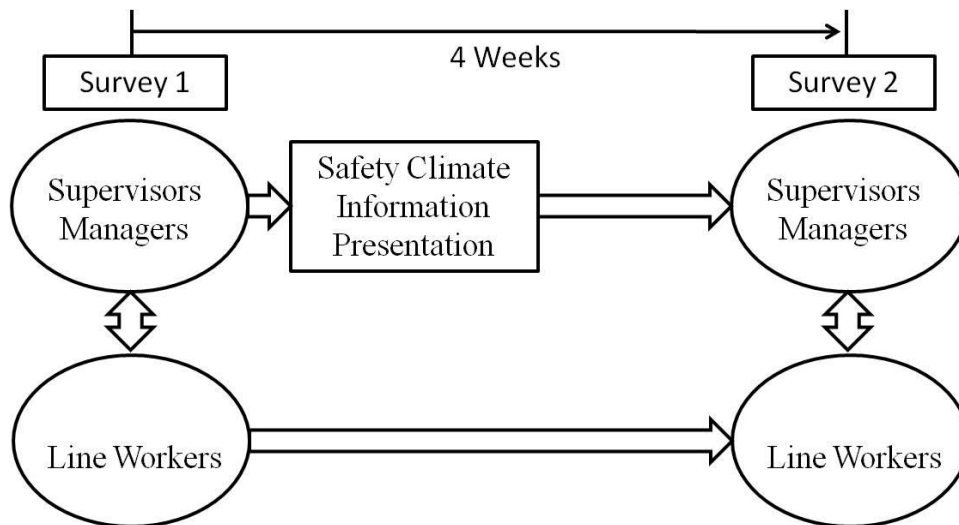 4 Weeks
Survey 1
Survey 2
Supervisors
Managers
Safety Climate
Information
Presentation
Supervisors
Managers
Line Workers
Line Workers